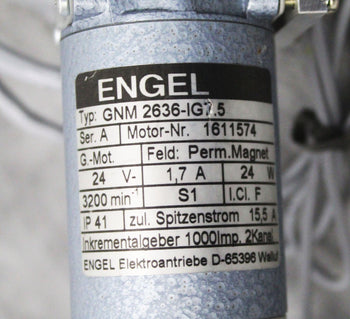 ENGEL
Typ: GNM 2636-IG7.5
Ser. A Motor-Nr. 1611574
G.-Mot. Feld: Perm.Magnet
24 V- 1,7 A 24 W
3200 min⁻¹ S1 I.Cl. F
IP 41 zul. Spitzenstrom 15,5 A
Inkrementalgeber 1000Imp. 2Kanal
ENGEL Elektroantriebe D-65396 Walluf